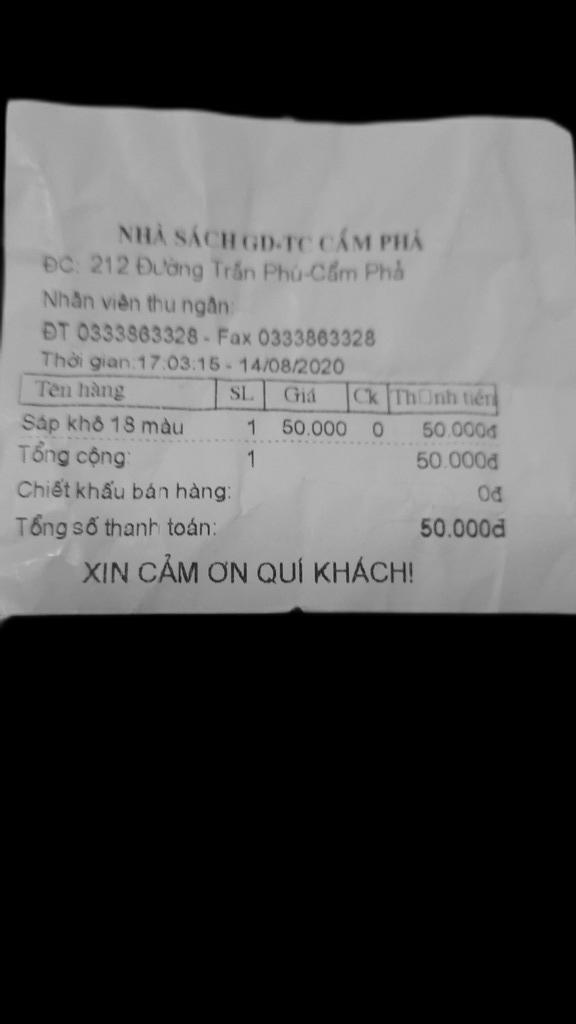 NHÀ SÁCH GD-TC CẨM PHẢ
ĐC: 212 Đường Trần Phú-Cẩm Phả
Nhân viên thu ngân:
ĐT 0333863328 - Fax 0333863328
Thời gian:17:03:15 - 14/08/2020
Tên hàng SL Giá Ck Th□nh tiền
Sáp khô 18 màu 1 50.000 0 50.000đ
Tổng cộng: 1 50.000đ
Chiết khấu bán hàng: 0đ
Tổng số thanh toán: 50.000đ
XIN CẢM ƠN QUÍ KHÁCH!